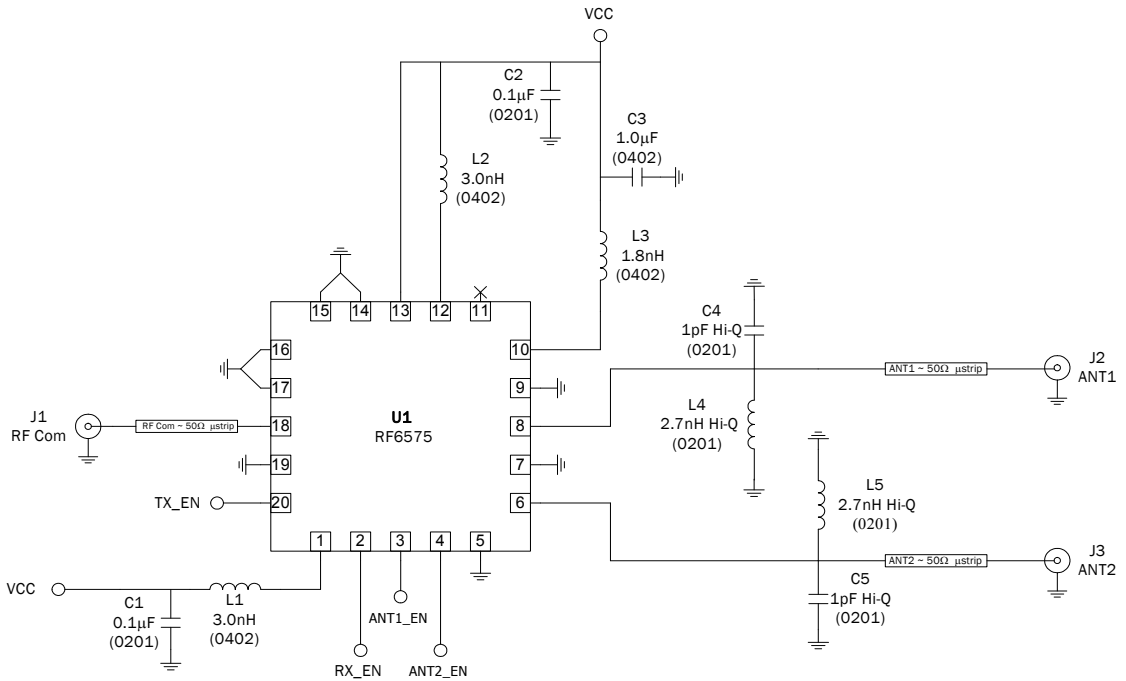 VCC
C2
0.1µF
(0201)
C3
1.0µF
(0402)
L2
3.0nH
(0402)
L3
1.8nH
(0402)
15
14
13
12
11
16
17
18
19
20
10
9
8
7
6
1
2
3
4
5
U1
RF6575
J1
RF Com
RF Com ~ 50Ω µstrip
TX_EN
VCC
C1
0.1µF
(0201)
L1
3.0nH
(0402)
ANT1_EN
RX_EN
ANT2_EN
C4
1pF Hi-Q
(0201)
L4
2.7nH Hi-Q
(0201)
ANT1 ~ 50Ω µstrip
J2
ANT1
L5
2.7nH Hi-Q
(0201)
ANT2 ~ 50Ω µstrip
J3
ANT2
C5
1pF Hi-Q
(0201)